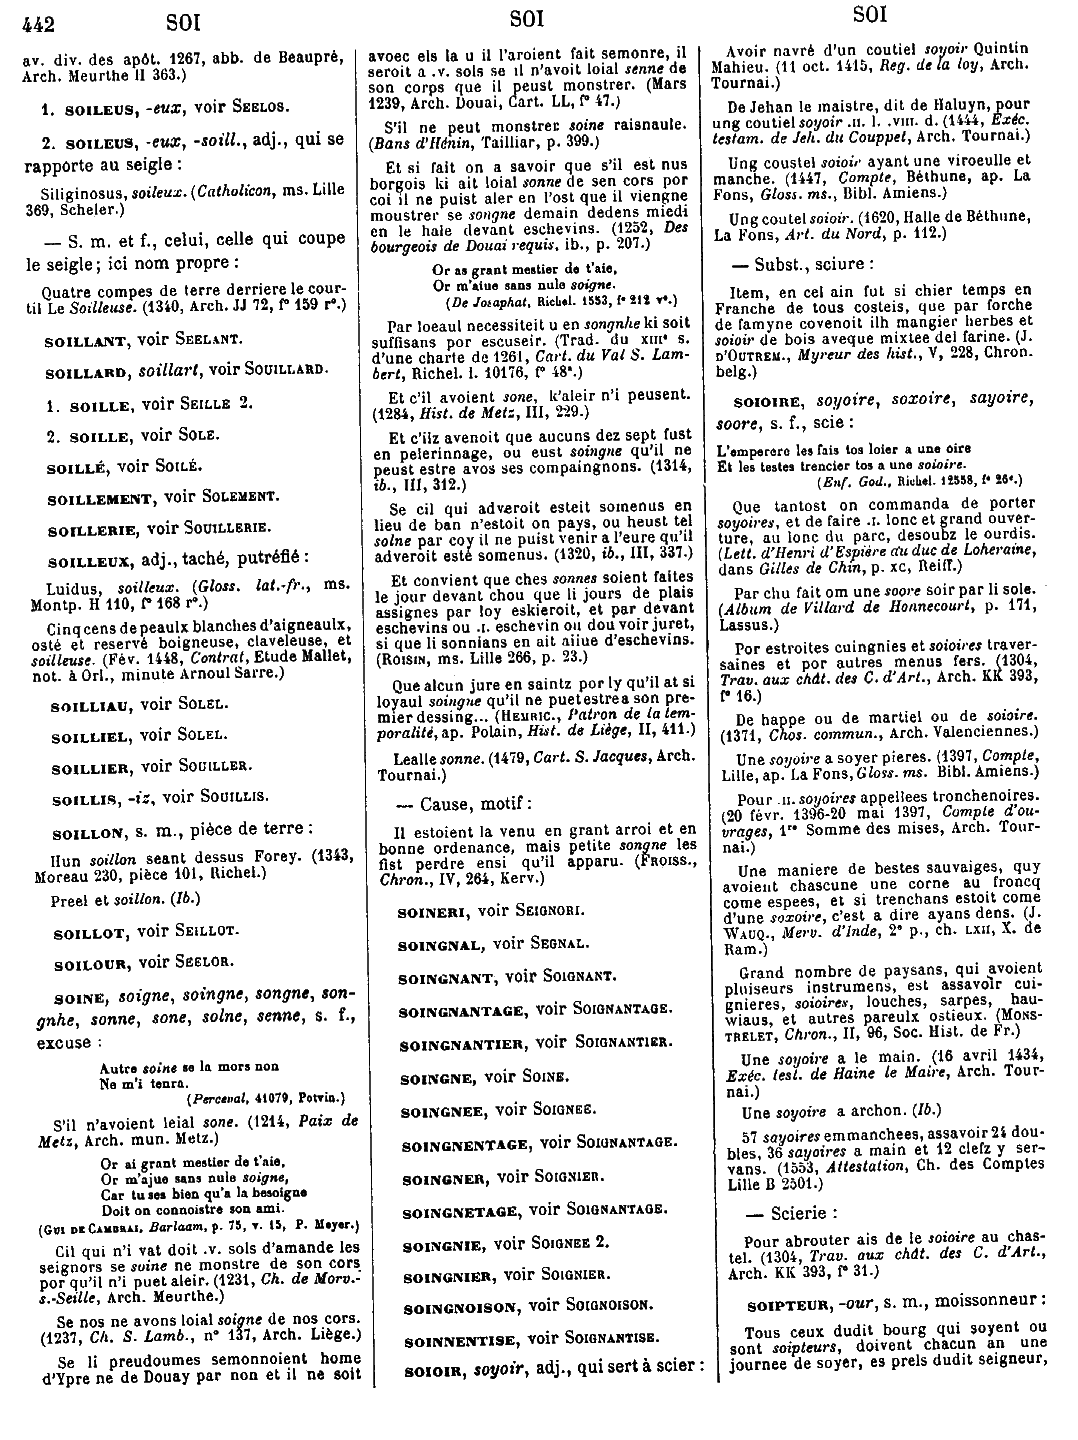 442 SOI SOI SOI
av. div. des apôt. 1267, abb. de Beaupré,
Arch. Meurthe II 363.)
1. SOILEUS, -eux, voir SEELOS.
2. SOILEUS, -eux, -soill., adj., qui se
rapporte au seigle :
Siliginosus, soileux. (Catholicon, ms. Lille
369, Scheler.)
— S. m. et f., celui, celle qui coupe
le seigle; ici nom propre :
Quatre compes de terre derriere le cour-
til Le Soilleuse. (1340, Arch. JJ 72, f° 159 r°.)
SOILLANT, voir SEELANT.
SOILLARD, soillart, voir SOUILLARD.
1. SOILLE, voir SEILLE 2.
2. SOILLE, voir SOLE.
SOILLÉ, voir SOILÉ.
SOILLEMENT, voir SOLEMENT.
SOILLERIE, voir SOUILLERIE.
SOILLEUX, adj., taché, putréfié :
Luidus, soilleux. (Gloss. lat.-fr., ms.
Montp. H 110, f° 168 r°.)
Cinq cens de peaulx blanches d'aigneaulx,
osté et reservé boigneuse, claveleuse, et
soilleuse. (Fév. 1448, Contrat, Etude Mallet,
not. à Orl., minute Arnoul Sarre.)
SOILLIAU, voir SOLEL.
SOILLIEL, voir SOLEL.
SOILLIER, voir SOUILLER.
SOILLIS, -iz, voir SOUILLIS.
SOILLON, s. m., pièce de terre :
Hun soillon seant dessus Forey. (1343,
Moreau 230, pièce 101, Richel.)
Preel et soillon. (Ib.)
SOILLOT, voir SEILLOT.
SOILOUR, voir SEELOR.
SOINE, soigne, soingne, songne, son-
gnhe, sonne, sone, solne, senne, s. f.,
excuse :
Autre soine se la mors non
Ne m'i tenra.
(Perceval, 41079, Potvin.)
S'il n'avoient leial sone. (1214, Paix de
Metz, Arch. mun. Metz.)
Or ai grant mestier de t'aie,
Or m'ajue sans nule soigne,
Car tu ses bien qu'a la besoigne
Doit on connoistre son ami.
(GUI DE CAMBRAI, Barlaam, p. 75, v. 15, P. Meyer.)
Cil qui n'i vat doit .v. sols d'amande les
seignors se soine ne monstre de son cors
por qu'il n'i puet aleir. (1231, Ch. de Morv.-
s.-Seille, Arch. Meurthe.)
Se nos ne avons loial soigne de nos cors.
(1237, Ch. S. Lamb., n° 137, Arch. Liège.)
Se li preudoumes semonnoient home
d'Ypre ne de Douay par non et il ne soit
avoec els la u il l'aroient fait semonre, il
seroit a .v. sols se il n'avoit loial senne de
son corps que il peust monstrer. (Mars
1239, Arch. Douai, Cart. LL, f° 47.)
S'il ne peut monstrer soine raisnaule.
(Bans d'Hénin, Tailliar, p. 399.)
Et si fait on a savoir que s'il est nus
borgois ki ait loial sonne de sen cors por
coi il ne puist aler en l'ost que il viengne
moustrer se songne demain dedens miedi
en le hale devant eschevins. (1252, Des
bourgeois de Douai requis, ib., p. 207.)
Or as grant mestier de t'aie,
Or m'aiue sans nule soigne.
(De Josaphat, Richel. 1553, f° 212 v°.)
Par loeaul necessiteit u en songnhe ki soit
suffisans por escuseir. (Trad. du XIIIe s.
d'une charte de 1261, Cart. du Val S. Lam-
bert, Richel. l. 10176, f° 48a.)
Et c'il avoient sone, k'aleir n'i peusent.
(1284, Hist. de Metz, III, 229.)
Et c'ilz avenoit que aucuns dez sept fust
en pelerinnage, ou eust soingne qu'il ne
peust estre avos ses compaingnons. (1314,
ib., III, 312.)
Se cil qui adveroit esteit somenus en
lieu de ban n'estoit on pays, ou heust tel
solne par coy il ne puist venir a l'eure qu'il
adveroit esté somenus. (1320, ib., III, 337.)
Et convient que ches sonnes soient faites
le jour devant chou que li jours de plais
assignes par loy eskieroit, et par devant
eschevins ou .I. eschevin ou dou voir juret,
si que li sonnians en ait aiiue d'eschevins.
(ROISIN, ms. Lille 266, p. 23.)
Que alcun jure en saintz por ly qu'il at si
loyaul soingne qu'il ne puet estre a son pre-
mier dessing... (HEMRIC., Patron de la tem-
poralité, ap. Polain, Hist. de Liège, II, 411.)
Lealle sonne. (1479, Cart. S. Jacques, Arch.
Tournai.)
— Cause, motif :
Il estoient la venu en grant arroi et en
bonne ordenance, mais petite songne les
fist perdre ensi qu'il apparu. (FROISS.,
Chron., IV, 264, Kerv.)
SOINERI, voir SEIGNORI.
SOINGNAL, voir SEGNAL.
SOINGNANT, voir SOIGNANT.
SOINGNANTAGE, voir SOIGNANTAGE.
SOINGNANTIER, voir SOIGNANTIER.
SOINGNE, voir SOINE.
SOINGNEE, voir SOIGNEE.
SOINGNENTAGE, voir SOIGNANTAGE.
SOINGNER, voir SOIGNIER.
SOINGNETAGE, voir SOIGNANTAGE.
SOINGNIE, voir SOIGNEE 2.
SOINGNIER, voir SOIGNIER.
SOINGNOISON, voir SOIGNOISON.
SOINNENTISE, voir SOIGNANTISE.
SOIOIR, soyoir, adj., qui sert à scier :
Avoir navré d'un coutiel soyoir Quintin
Mahieu. (11 oct. 1415, Reg. de la loy, Arch.
Tournai.)
De Jehan le maistre, dit de Haluyn, pour
ung coutiel soyoir .II. l. .VIII. d. (1444, Exéc.
testam. de Jeh. du Couppet, Arch. Tournai.)
Ung coustel soioir ayant une viroeulle et
manche. (1447, Compte, Béthune, ap. La
Fons, Gloss. ms., Bibl. Amiens.)
Ung coutel soioir. (1620, Halle de Béthune,
La Fons, Art. du Nord, p. 112.)
— Subst., sciure :
Item, en cel ain fut si chier temps en
Franche de tous costeis, que par forche
de famyne covenoit ilh mangier herbes et
soioir de bois aveque mixtee del farine. (J.
D'OUTREM., Myreur des hist., V, 228, Chron.
belg.)
SOIOIRE, soyoire, soxoire, sayoire,
soore, s. f., scie :
L'emperere les fais tos loier a une oire
Et les testes trencier tos a une soioire.
(Enf. God., Richel. 12558, f° 26a.)
Que tantost on commanda de porter
soyoires, et de faire .I. lonc et grand ouver-
ture, au lonc du parc, desoubz le ourdis.
(Lett. d'Henri d'Espière au duc de Loheraine,
dans Gilles de Chin, p. XC, Reiff.)
Par chu fait om une soore soir par li sole.
(Album de Villard de Honnecourt, p. 171,
Lassus.)
Por estroites cuingnies et soioires traver-
saines et por autres menus fers. (1304,
Trav. aux chât. des C. d'Art., Arch. KK 393,
f° 16.)
De happe ou de martiel ou de soioire.
(1371, Chos. commun., Arch. Valenciennes.)
Une soyoire a soyer pieres. (1397, Compte,
Lille, ap. La Fons, Gloss. ms. Bibl. Amiens.)
Pour .II. soyoires appellees tronchenoires.
(20 févr. 1396-20 mai 1397, Compte d'ou-
vrages, 1re Somme des mises, Arch. Tour-
nai.)
Une maniere de bestes sauvaiges, quy
avoient chascune une corne au froncq
come espees, et si trenchans estoit come
d'une soxoire, c'est a dire ayans dens. (J.
WAUQ., Merv. d'Inde, 2e p., ch. LXII, X. de
Ram.)
Grand nombre de paysans, qui avoient
pluiseurs instrumens, est assavoir cui-
gnieres, soioires, louches, sarpes, hau-
wiaus, et autres pareulx ostieux. (MONS-
TRELET, Chron., II, 96, Soc. Hist. de Fr.)
Une soyoire a le main. (16 avril 1434,
Exéc. test. de Haine le Maire, Arch. Tour-
nai.)
Une soyoire a archon. (Ib.)
57 sayoires emmanchees, assavoir 24 dou-
bles, 36 sayoires a main et 12 clefz y ser-
vans. (1553, Attestation, Ch. des Comptes
Lille B 2501.)
— Scierie :
Pour abrouter ais de le soioire au chas-
tel. (1304, Trav. aux chât. des C. d'Art.,
Arch. KK 393, f° 31.)
SOIPTEUR, -our, s. m., moissonneur :
Tous ceux dudit bourg qui soyent ou
sont soipteurs, doivent chacun an une
journee de soyer, es prels dudit seigneur,